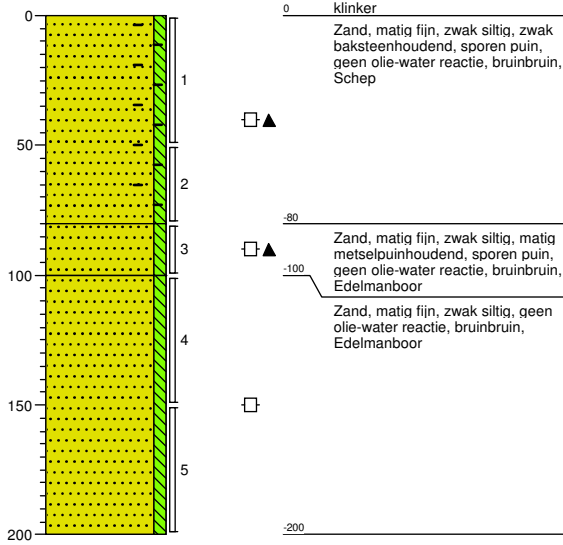 0
klinker
Zand, matig fijn, zwak siltig, zwak
baksteenhoudend, sporen puin,
geen olie-water reactie, bruinbruin,
Schep
-80
Zand, matig fijn, zwak siltig, matig
metselpuinhoudend, sporen puin,
geen olie-water reactie, bruinbruin,
Edelmanboor
-100
Zand, matig fijn, zwak siltig, geen
olie-water reactie, bruinbruin,
Edelmanboor
-200
0
50
100
150
200
1
2
3
4
5